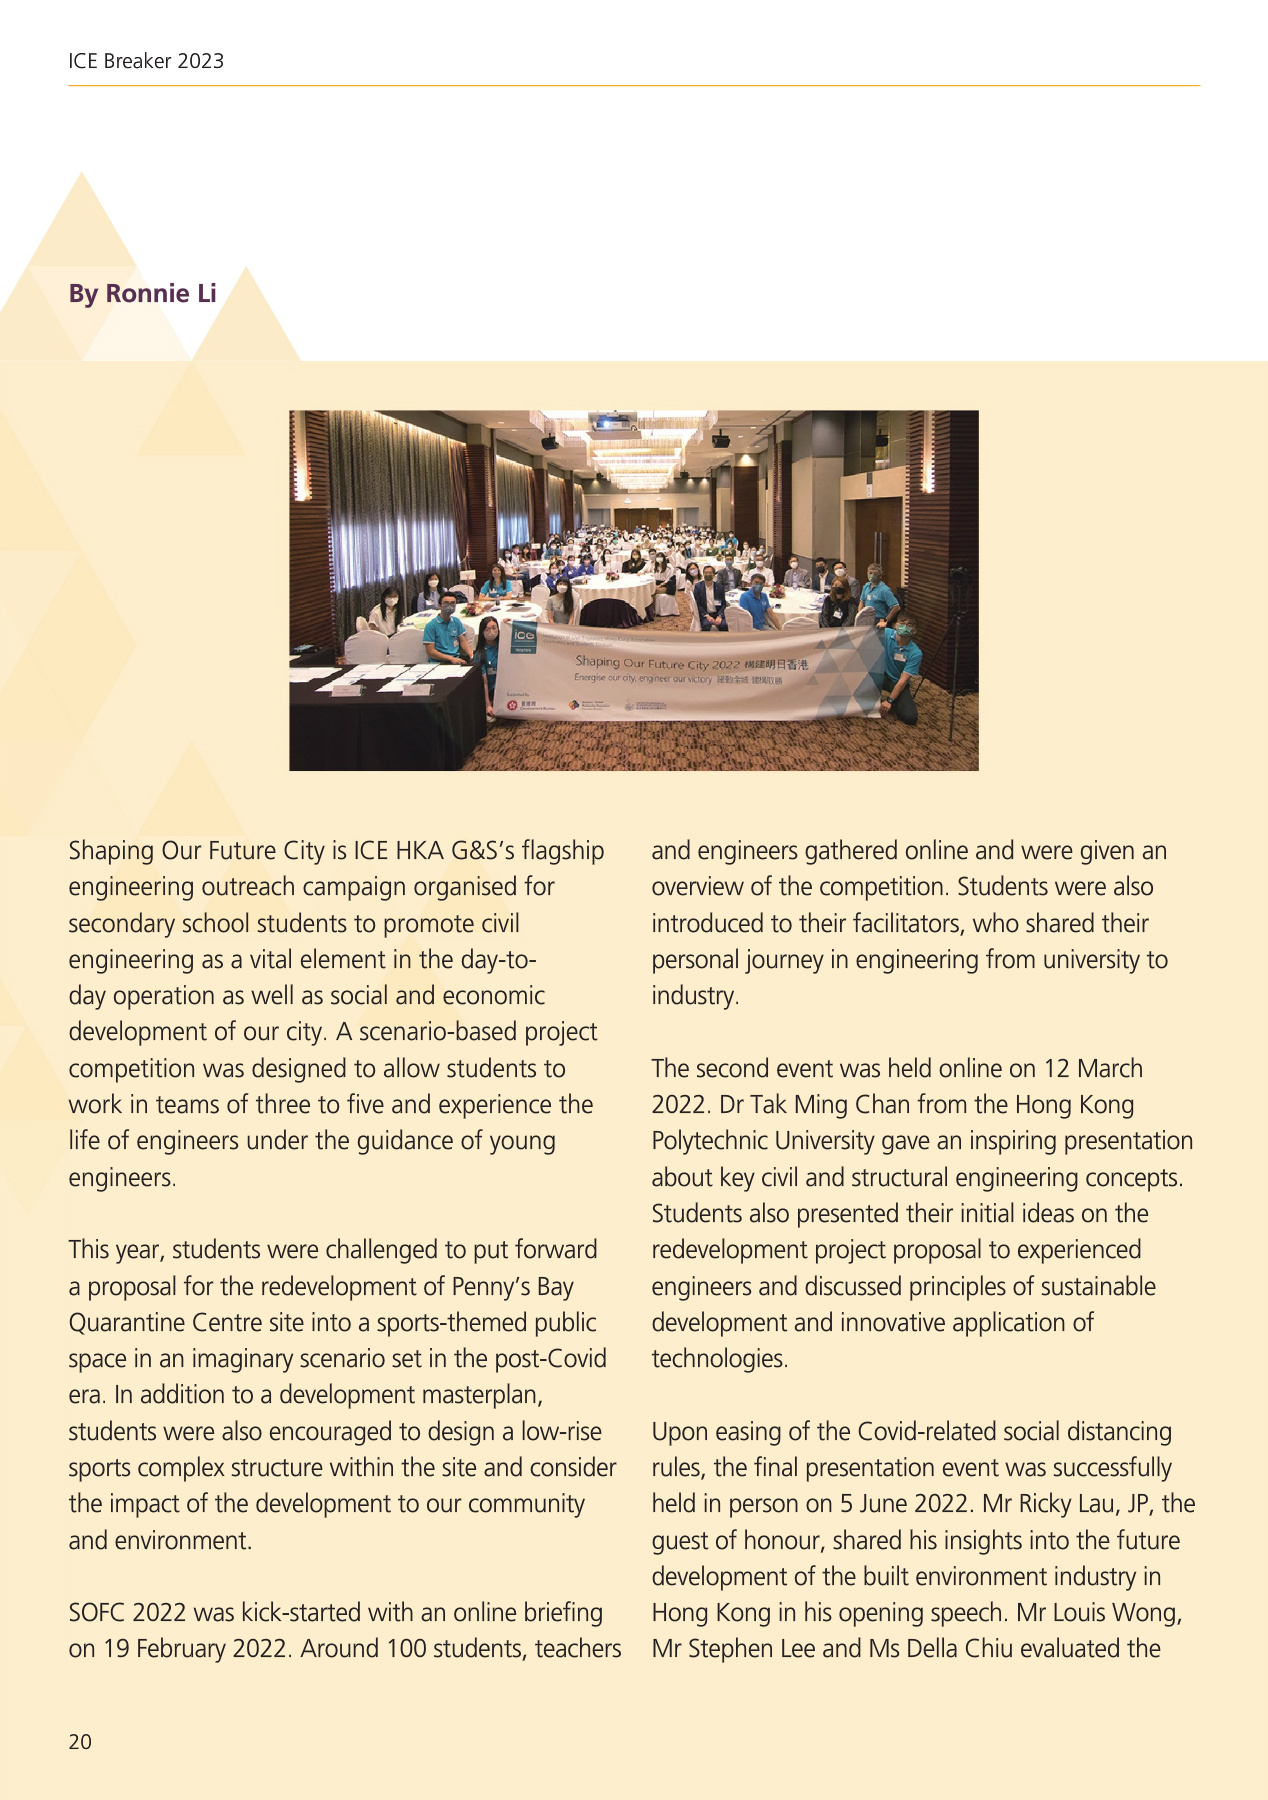 ICE Breaker 2023
By Ronnie Li
ice
Shaping Our Future City 2022 構建明日香港
Energise our city, engineer our victory
Supported by
發展局
Development Bureau
Shaping Our Future City is ICE HKA G&S’s flagship
engineering outreach campaign organised for
secondary school students to promote civil
engineering as a vital element in the day-to-
day operation as well as social and economic
development of our city. A scenario-based project
competition was designed to allow students to
work in teams of three to five and experience the
life of engineers under the guidance of young
engineers.
This year, students were challenged to put forward
a proposal for the redevelopment of Penny’s Bay
Quarantine Centre site into a sports-themed public
space in an imaginary scenario set in the post-Covid
era. In addition to a development masterplan,
students were also encouraged to design a low-rise
sports complex structure within the site and consider
the impact of the development to our community
and environment.
SOFC 2022 was kick-started with an online briefing
on 19 February 2022. Around 100 students, teachers
and engineers gathered online and were given an
overview of the competition. Students were also
introduced to their facilitators, who shared their
personal journey in engineering from university to
industry.
The second event was held online on 12 March
2022. Dr Tak Ming Chan from the Hong Kong
Polytechnic University gave an inspiring presentation
about key civil and structural engineering concepts.
Students also presented their initial ideas on the
redevelopment project proposal to experienced
engineers and discussed principles of sustainable
development and innovative application of
technologies.
Upon easing of the Covid-related social distancing
rules, the final presentation event was successfully
held in person on 5 June 2022. Mr Ricky Lau, JP, the
guest of honour, shared his insights into the future
development of the built environment industry in
Hong Kong in his opening speech. Mr Louis Wong,
Mr Stephen Lee and Ms Della Chiu evaluated the
20